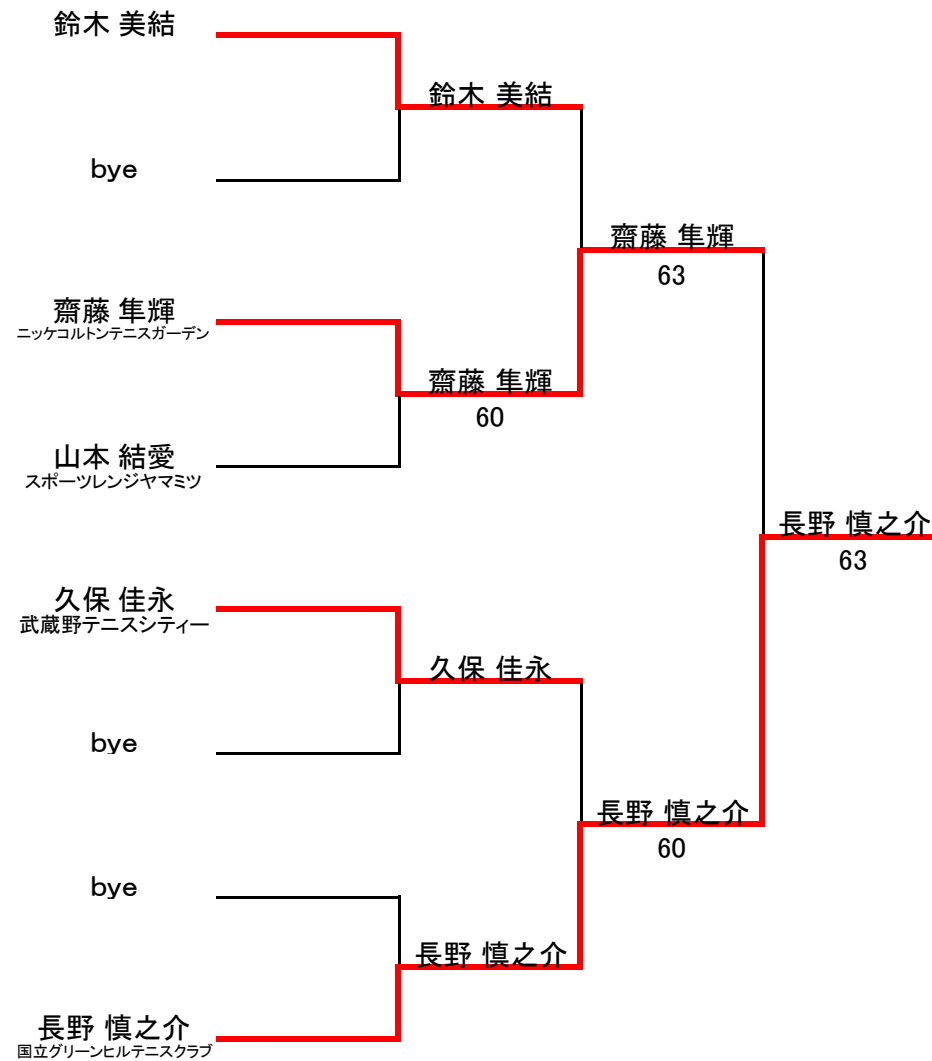 鈴木 美結
bye
齋藤 隼輝
ニッケコルトンテニスガーデン
山本 結愛
スポーツレンジヤマミツ
久保 佳永
武蔵野テニスシティー
bye
bye
長野 慎之介
国立グリーンヒルテニスクラブ
鈴木 美結
齋藤 隼輝
60
久保 佳永
長野 慎之介
齋藤 隼輝
63
長野 慎之介
60
長野 慎之介
63